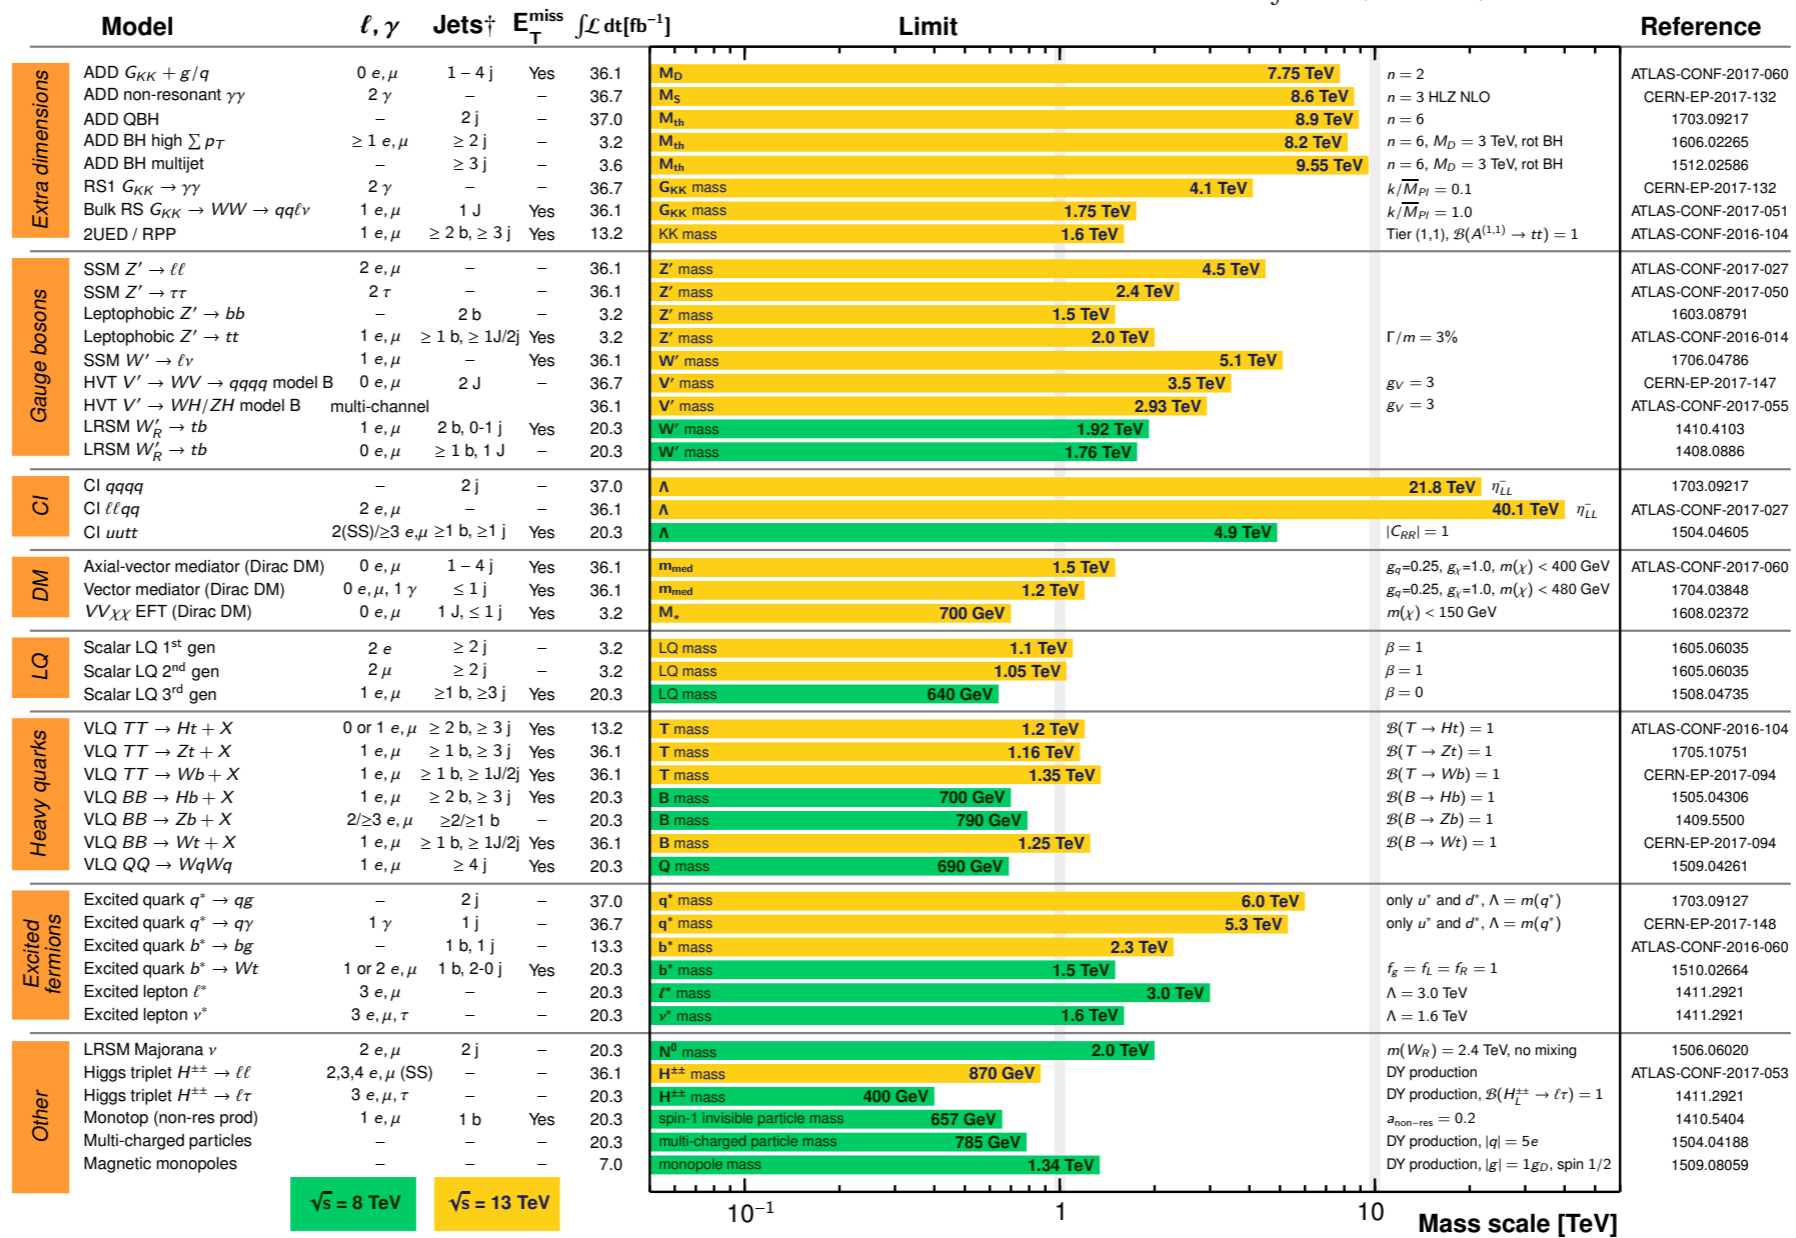 Model ℓ, γ Jets† E_T^miss ∫ℒ dt[fb⁻¹] Limit Reference
Extra dimensions
ADD G_KK + g/q 0 e, μ 1 − 4 j Yes 36.1 M_D 7.75 TeV n = 2 ATLAS-CONF-2017-060
ADD non-resonant γγ 2 γ − − 36.7 M_S 8.6 TeV n = 3 HLZ NLO CERN-EP-2017-132
ADD QBH − 2 j − 37.0 M_th 8.9 TeV n = 6 1703.09217
ADD BH high ∑ p_T ≥ 1 e, μ ≥ 2 j − 3.2 M_th 8.2 TeV n = 6, M_D = 3 TeV, rot BH 1606.02265
ADD BH multijet − ≥ 3 j − 3.6 M_th 9.55 TeV n = 6, M_D = 3 TeV, rot BH 1512.02586
RS1 G_KK → γγ 2 γ − − 36.7 G_KK mass 4.1 TeV k/M̅_Pl = 0.1 CERN-EP-2017-132
Bulk RS G_KK → WW → qqℓν 1 e, μ 1 J Yes 36.1 G_KK mass 1.75 TeV k/M̅_Pl = 1.0 ATLAS-CONF-2017-051
2UED / RPP 1 e, μ ≥ 2 b, ≥ 3 j Yes 13.2 KK mass 1.6 TeV Tier (1,1), ℬ(A^(1,1) → tt) = 1 ATLAS-CONF-2016-104
Gauge bosons
SSM Z′ → ℓℓ 2 e, μ − − 36.1 Z′ mass 4.5 TeV ATLAS-CONF-2017-027
SSM Z′ → ττ 2 τ − − 36.1 Z′ mass 2.4 TeV ATLAS-CONF-2017-050
Leptophobic Z′ → bb − 2 b − 3.2 Z′ mass 1.5 TeV 1603.08791
Leptophobic Z′ → tt 1 e, μ ≥ 1 b, ≥ 1J/2j Yes 3.2 Z′ mass 2.0 TeV Γ/m = 3% ATLAS-CONF-2016-014
SSM W′ → ℓν 1 e, μ − Yes 36.1 W′ mass 5.1 TeV 1706.04786
HVT V′ → WV → qqqq model B 0 e, μ 2 J − 36.7 V′ mass 3.5 TeV g_V = 3 CERN-EP-2017-147
HVT V′ → WH/ZH model B multi-channel 36.1 V′ mass 2.93 TeV g_V = 3 ATLAS-CONF-2017-055
LRSM W′_R → tb 1 e, μ 2 b, 0-1 j Yes 20.3 W′ mass 1.92 TeV 1410.4103
LRSM W′_R → tb 0 e, μ ≥ 1 b, 1 J − 20.3 W′ mass 1.76 TeV 1408.0886
CI
CI qqqq − 2 j − 37.0 Λ 21.8 TeV η⁻_LL 1703.09217
CI ℓℓqq 2 e, μ − − 36.1 Λ 40.1 TeV η⁻_LL ATLAS-CONF-2017-027
CI uutt 2(SS)/≥3 e,μ ≥1 b, ≥1 j Yes 20.3 Λ 4.9 TeV |C_RR| = 1 1504.04605
DM
Axial-vector mediator (Dirac DM) 0 e, μ 1 − 4 j Yes 36.1 m_med 1.5 TeV g_q=0.25, g_χ=1.0, m(χ) < 400 GeV ATLAS-CONF-2017-060
Vector mediator (Dirac DM) 0 e, μ, 1 γ ≤ 1 j Yes 36.1 m_med 1.2 TeV g_q=0.25, g_χ=1.0, m(χ) < 480 GeV 1704.03848
VVχχ EFT (Dirac DM) 0 e, μ 1 J, ≤ 1 j Yes 3.2 M_* 700 GeV m(χ) < 150 GeV 1608.02372
LQ
Scalar LQ 1st gen 2 e ≥ 2 j − 3.2 LQ mass 1.1 TeV β = 1 1605.06035
Scalar LQ 2nd gen 2 μ ≥ 2 j − 3.2 LQ mass 1.05 TeV β = 1 1605.06035
Scalar LQ 3rd gen 1 e, μ ≥1 b, ≥3 j Yes 20.3 LQ mass 640 GeV β = 0 1508.04735
Heavy quarks
VLQ TT → Ht + X 0 or 1 e, μ ≥ 2 b, ≥ 3 j Yes 13.2 T mass 1.2 TeV ℬ(T → Ht) = 1 ATLAS-CONF-2016-104
VLQ TT → Zt + X 1 e, μ ≥ 1 b, ≥ 3 j Yes 36.1 T mass 1.16 TeV ℬ(T → Zt) = 1 1705.10751
VLQ TT → Wb + X 1 e, μ ≥ 1 b, ≥ 1J/2j Yes 36.1 T mass 1.35 TeV ℬ(T → Wb) = 1 CERN-EP-2017-094
VLQ BB → Hb + X 1 e, μ ≥ 2 b, ≥ 3 j Yes 20.3 B mass 700 GeV ℬ(B → Hb) = 1 1505.04306
VLQ BB → Zb + X 2/≥3 e, μ ≥2/≥1 b − 20.3 B mass 790 GeV ℬ(B → Zb) = 1 1409.5500
VLQ BB → Wt + X 1 e, μ ≥ 1 b, ≥ 1J/2j Yes 36.1 B mass 1.25 TeV ℬ(B → Wt) = 1 CERN-EP-2017-094
VLQ QQ → WqWq 1 e, μ ≥ 4 j Yes 20.3 Q mass 690 GeV 1509.04261
Excited
fermions
Excited quark q* → qg − 2 j − 37.0 q* mass 6.0 TeV only u* and d*, Λ = m(q*) 1703.09127
Excited quark q* → qγ 1 γ 1 j − 36.7 q* mass 5.3 TeV only u* and d*, Λ = m(q*) CERN-EP-2017-148
Excited quark b* → bg − 1 b, 1 j − 13.3 b* mass 2.3 TeV ATLAS-CONF-2016-060
Excited quark b* → Wt 1 or 2 e, μ 1 b, 2-0 j Yes 20.3 b* mass 1.5 TeV f_g = f_L = f_R = 1 1510.02664
Excited lepton ℓ* 3 e, μ − − 20.3 ℓ* mass 3.0 TeV Λ = 3.0 TeV 1411.2921
Excited lepton ν* 3 e, μ, τ − − 20.3 ν* mass 1.6 TeV Λ = 1.6 TeV 1411.2921
Other
LRSM Majorana ν 2 e, μ 2 j − 20.3 N⁰ mass 2.0 TeV m(W_R) = 2.4 TeV, no mixing 1506.06020
Higgs triplet H±± → ℓℓ 2,3,4 e, μ (SS) − − 36.1 H±± mass 870 GeV DY production ATLAS-CONF-2017-053
Higgs triplet H±± → ℓτ 3 e, μ, τ − − 20.3 H±± mass 400 GeV DY production, ℬ(H_L^±± → ℓτ) = 1 1411.2921
Monotop (non-res prod) 1 e, μ 1 b Yes 20.3 spin-1 invisible particle mass 657 GeV a_non−res = 0.2 1410.5404
Multi-charged particles − − − 20.3 multi-charged particle mass 785 GeV DY production, |q| = 5e 1504.04188
Magnetic monopoles − − − 7.0 monopole mass 1.34 TeV DY production, |g| = 1g_D, spin 1/2 1509.08059
√s = 8 TeV √s = 13 TeV
10⁻¹ 1 10
Mass scale [TeV]